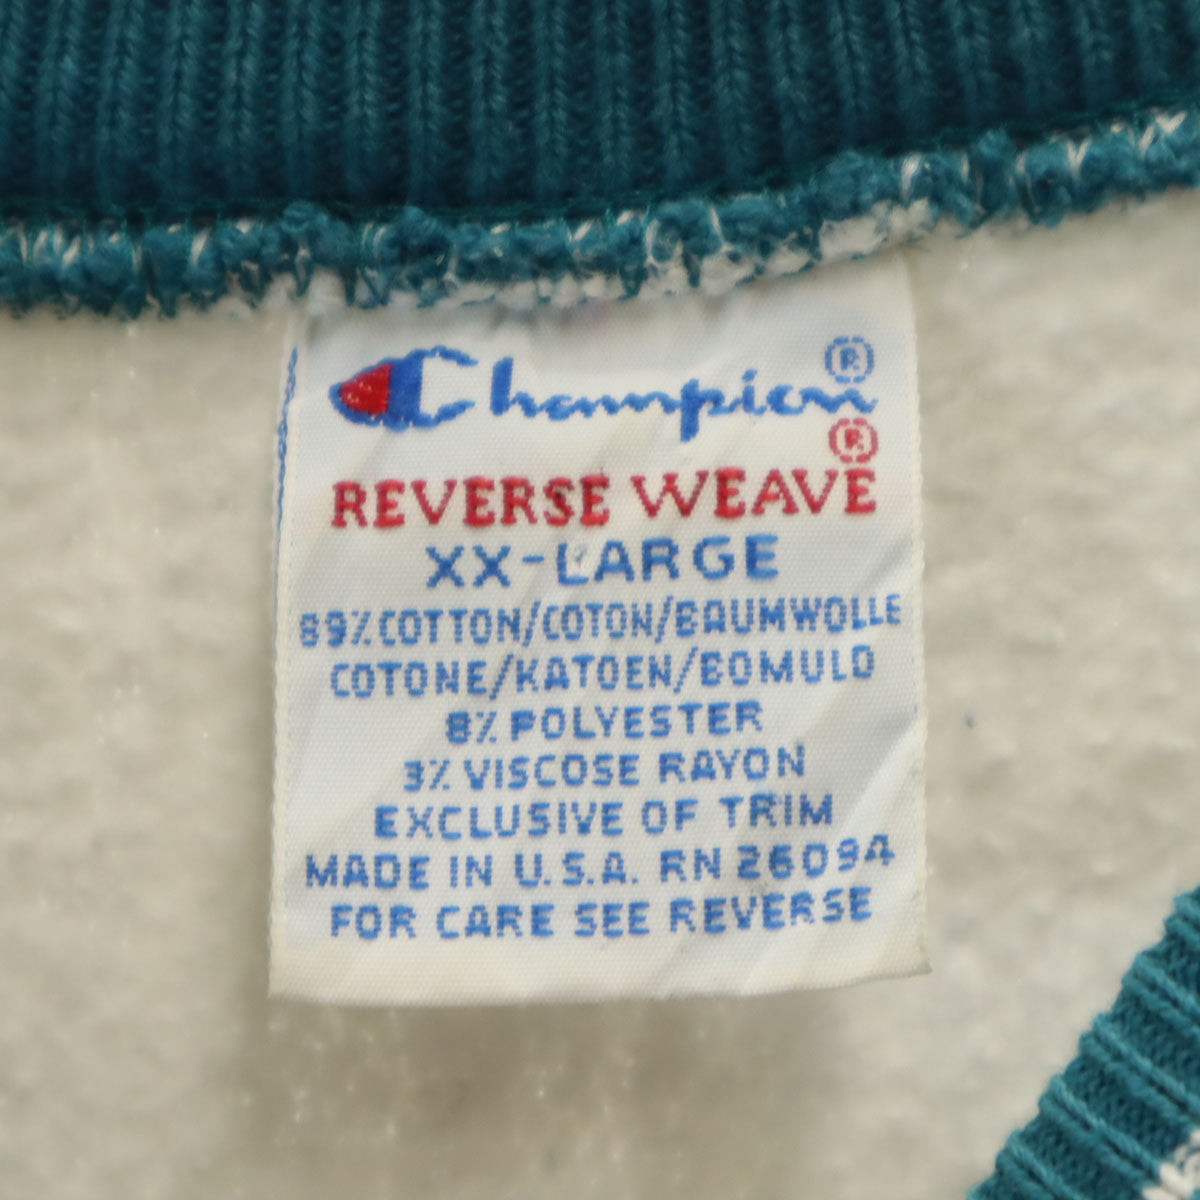 Champion®
REVERSE WEAVE®
XX-LARGE
89% COTTON/COTON/BAUMWOLLE
COTONE/KATOEN/BOMULD
8% POLYESTER
3% VISCOSE RAYON
EXCLUSIVE OF TRIM
MADE IN U.S.A. RN 26094
FOR CARE SEE REVERSE